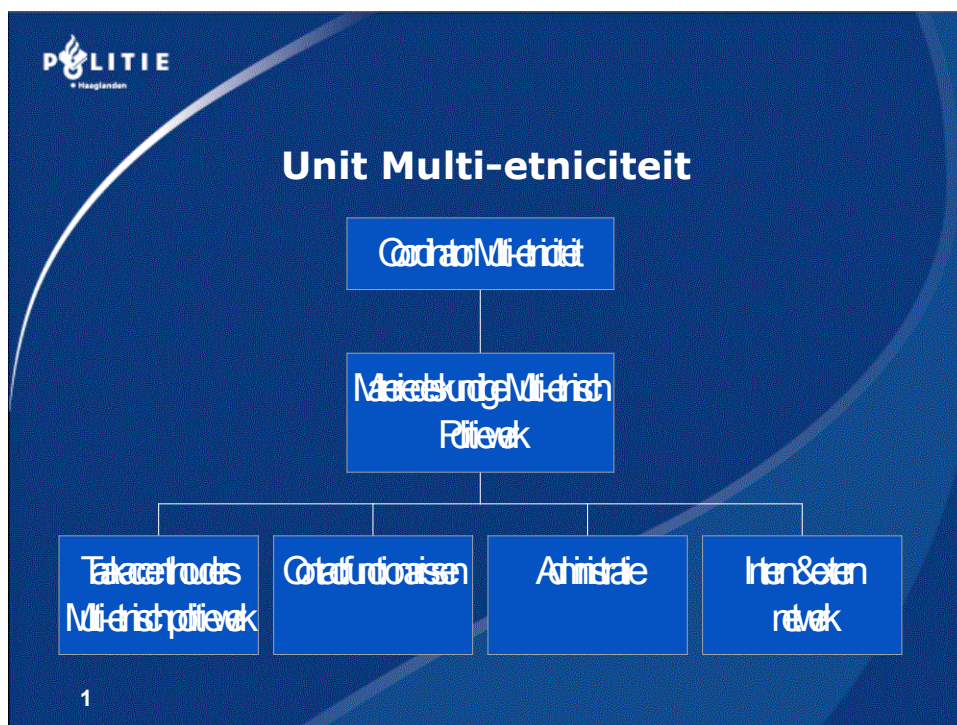 POLITIE
Haaglanden
Unit Multi-etniciteit
Coördinator Multi-etniciteit
Materiedeskundige Multi-etnisch
Politiewerk
Taakaccenthouders
Multi-etnisch politiewerk
Contactfunctionarissen
Administratie
Intern & extern
netwerk
1